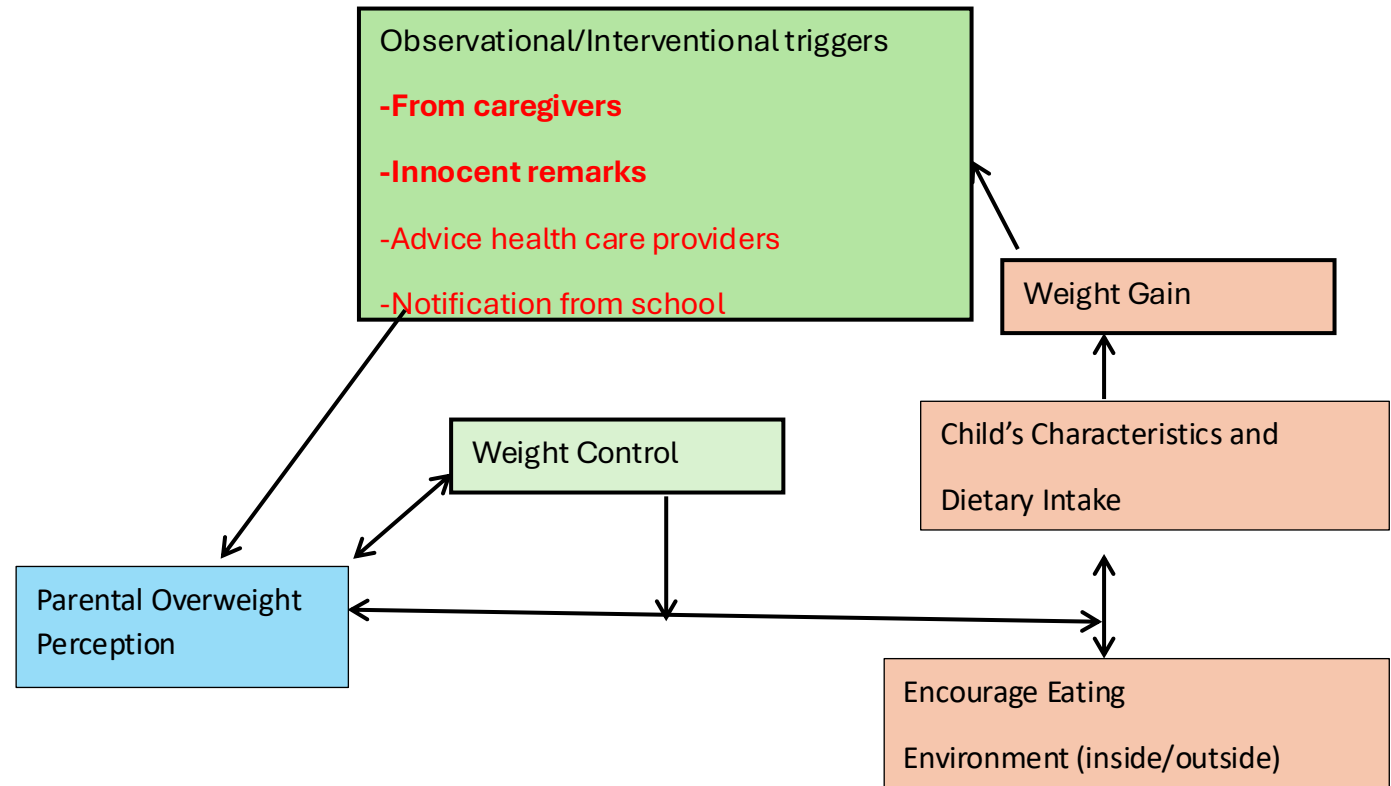 Observational/Interventional triggers
-From caregivers
-Innocent remarks
-Advice health care providers
-Notification from school
Weight Gain
Child’s Characteristics and
Dietary Intake
Weight Control
Parental Overweight
Perception
Encourage Eating
Environment (inside/outside)